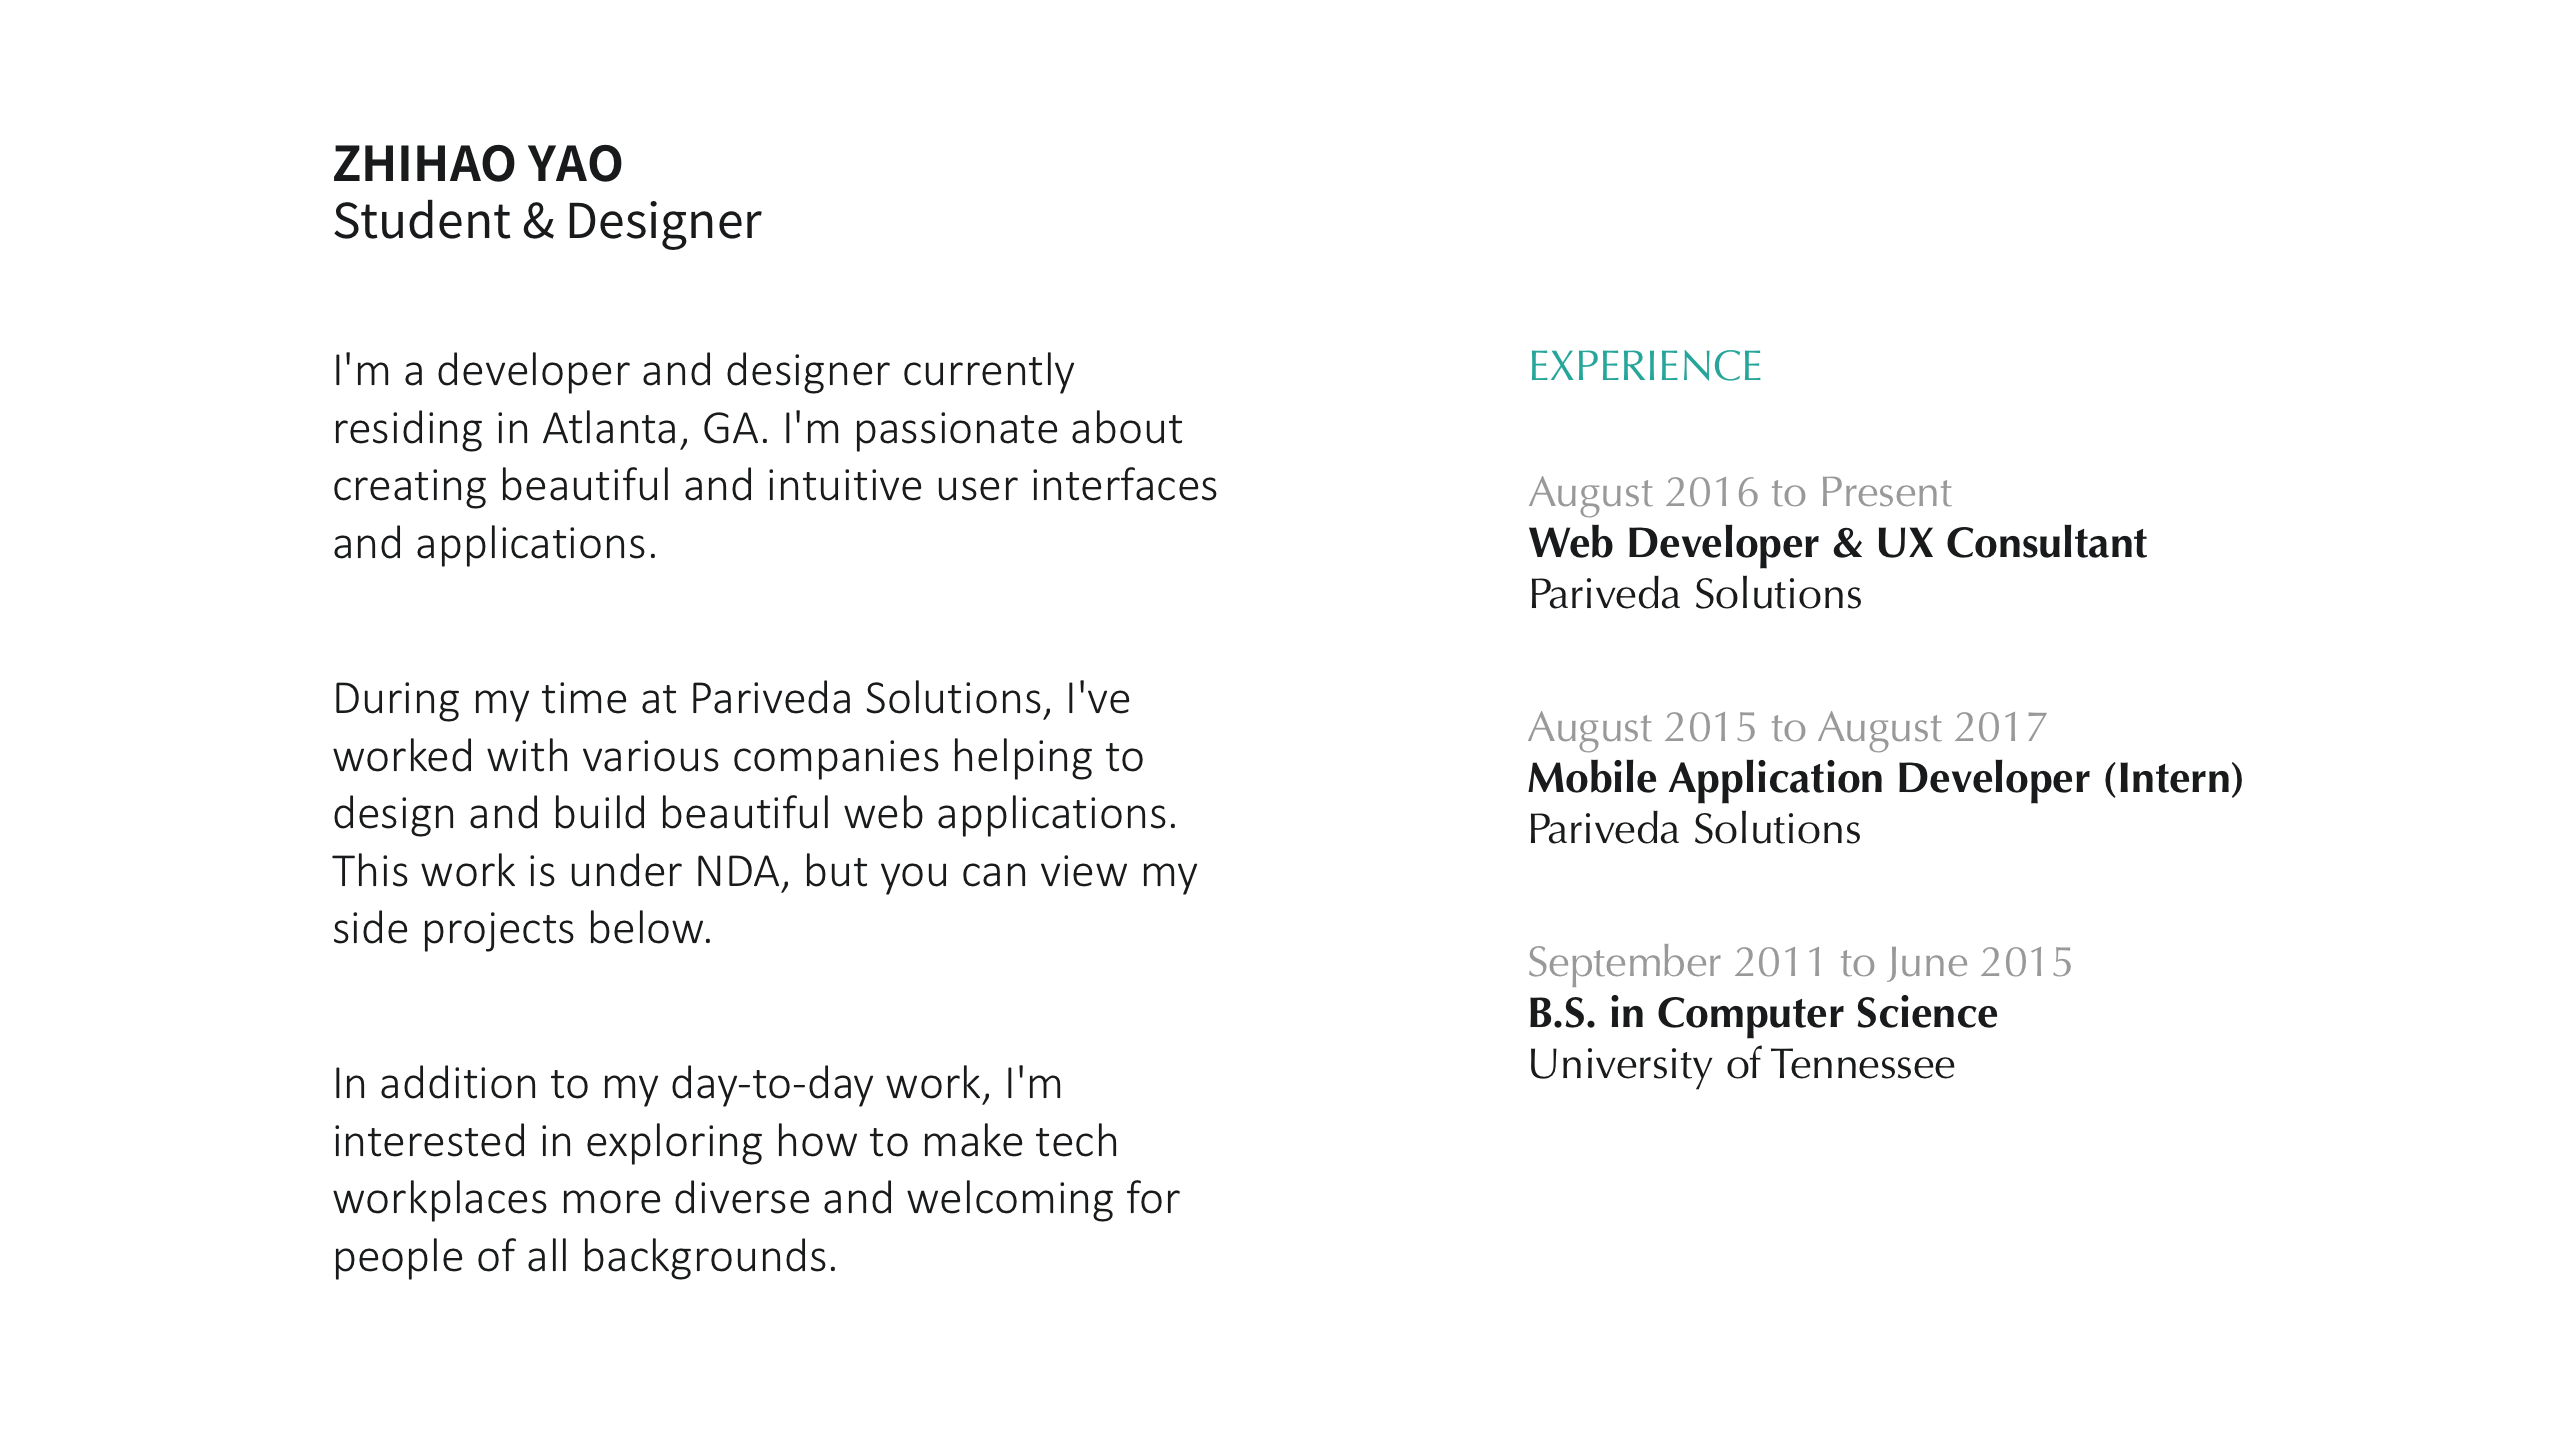 ZHIHAO YAO
Student & Designer
I'm a developer and designer currently
residing in Atlanta, GA. I'm passionate about
creating beautiful and intuitive user interfaces
and applications.
During my time at Pariveda Solutions, I've
worked with various companies helping to
design and build beautiful web applications.
This work is under NDA, but you can view my
side projects below.
In addition to my day-to-day work, I'm
interested in exploring how to make tech
workplaces more diverse and welcoming for
people of all backgrounds.
EXPERIENCE
August 2016 to Present
Web Developer & UX Consultant
Pariveda Solutions
August 2015 to August 2017
Mobile Application Developer (Intern)
Pariveda Solutions
September 2011 to June 2015
B.S. in Computer Science
University of Tennessee